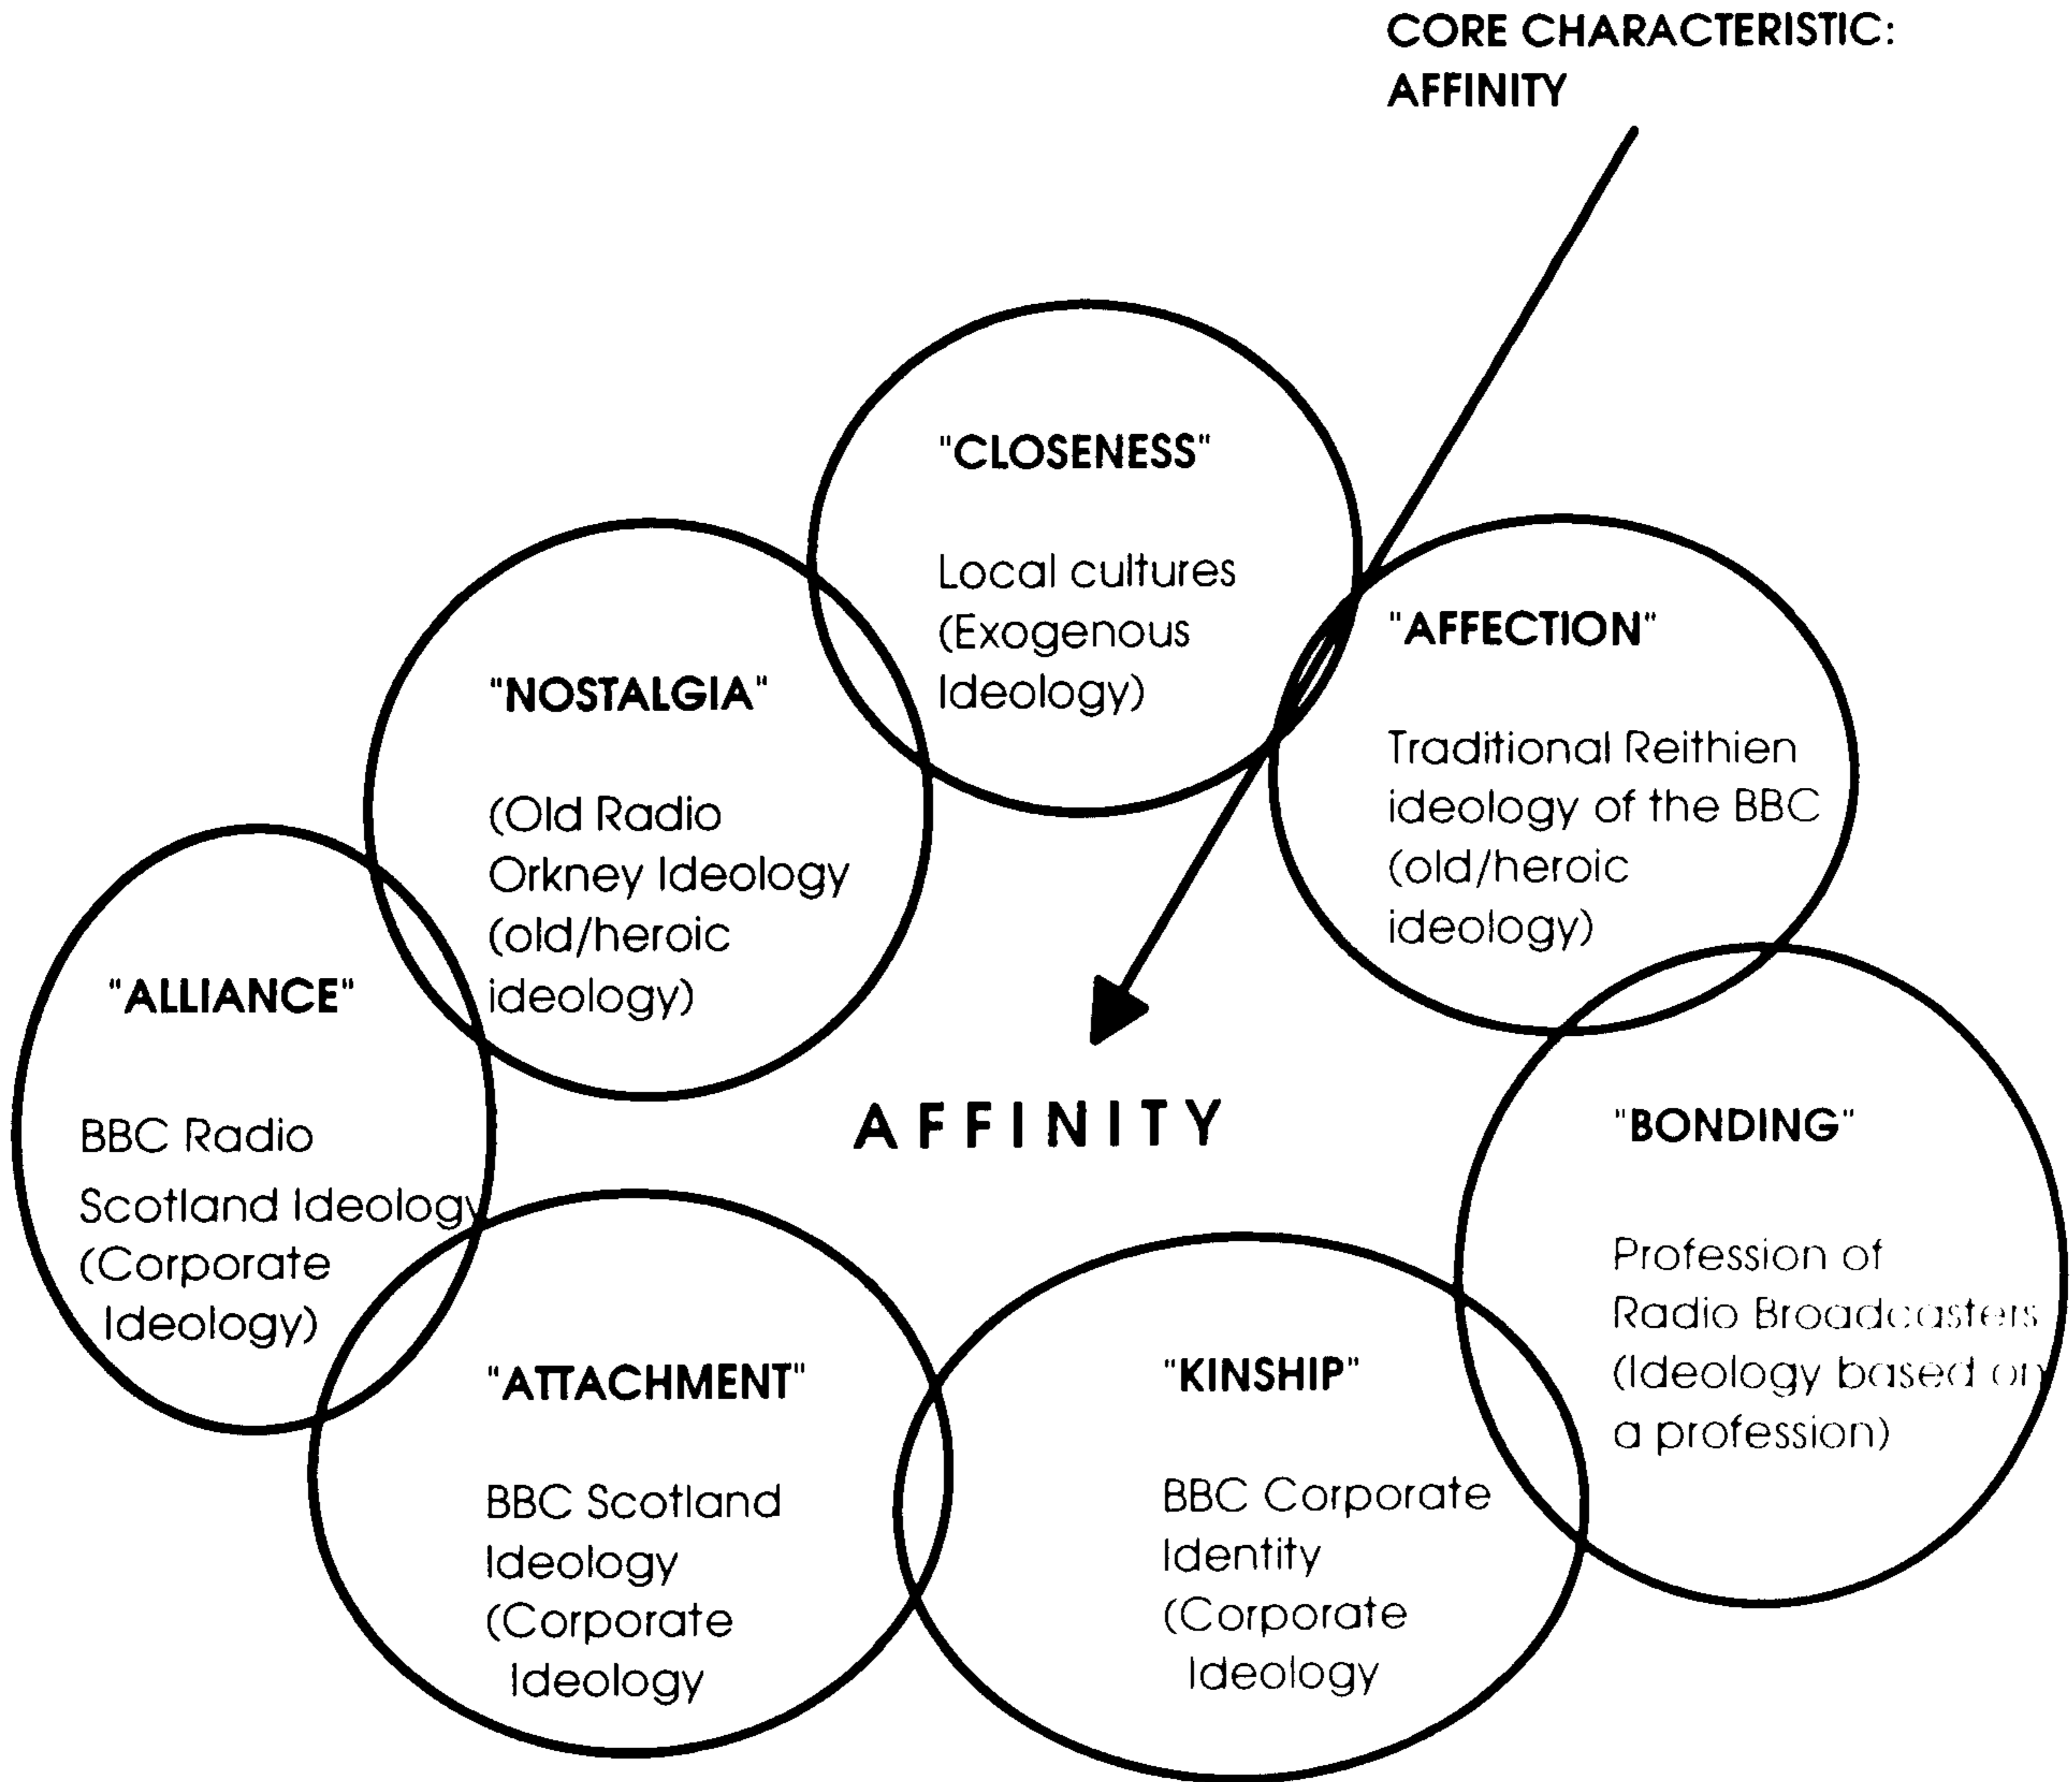 CORE CHARACTERISTIC:
AFFINITY
"CLOSENESS"
Local cultures
(Exogenous
Ideology)
"AFFECTION"
Traditional Reithien
ideology of the BBC
(old/heroic
ideology)
"NOSTALGIA"
(Old Radio
Orkney Ideology
(old/heroic
ideology)
"ALLIANCE"
BBC Radio
Scotland Ideology
(Corporate
Ideology)
AFFINITY
"BONDING"
Profession of
Radio Broadcasters
(Ideology based on
a profession)
"ATTACHMENT"
BBC Scotland
Ideology
(Corporate
Ideology
"KINSHIP"
BBC Corporate
Identity
(Corporate
Ideology